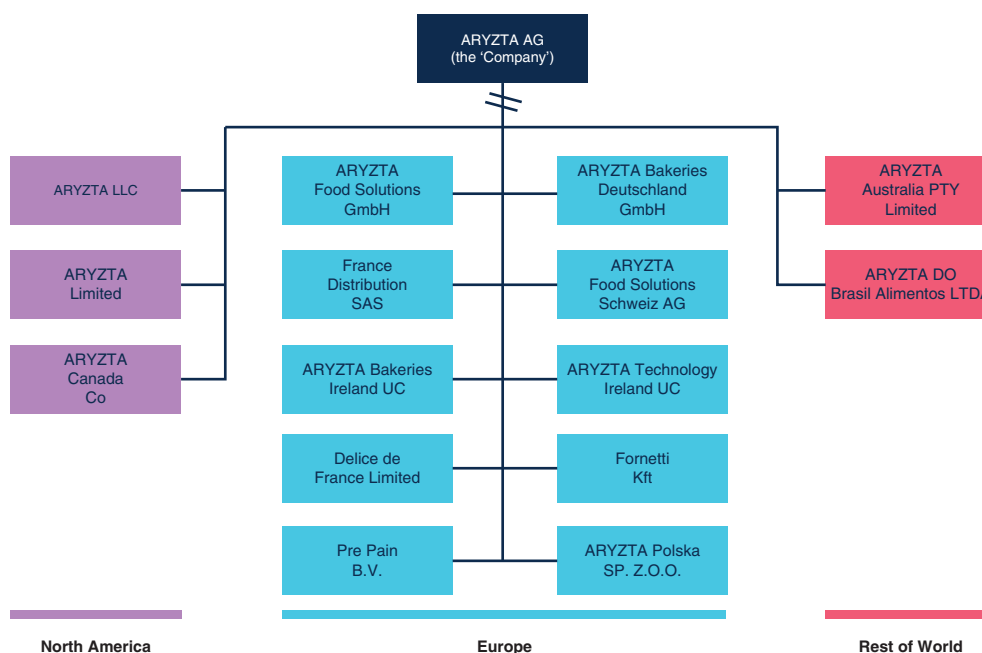 ARYZTA AG
(the ‘Company’)
ARYZTA LLC
ARYZTA
Limited
ARYZTA
Canada
Co
ARYZTA
Food Solutions
GmbH
ARYZTA Bakeries
Deutschland
GmbH
France
Distribution
SAS
ARYZTA
Food Solutions
Schweiz AG
ARYZTA Bakeries
Ireland UC
ARYZTA Technology
Ireland UC
Delice de
France Limited
Fornetti
Kft
Pre Pain
B.V.
ARYZTA Polska
SP. Z.O.O.
ARYZTA
Australia PTY
Limited
ARYZTA DO
Brasil Alimentos LTDA
North America
Europe
Rest of World